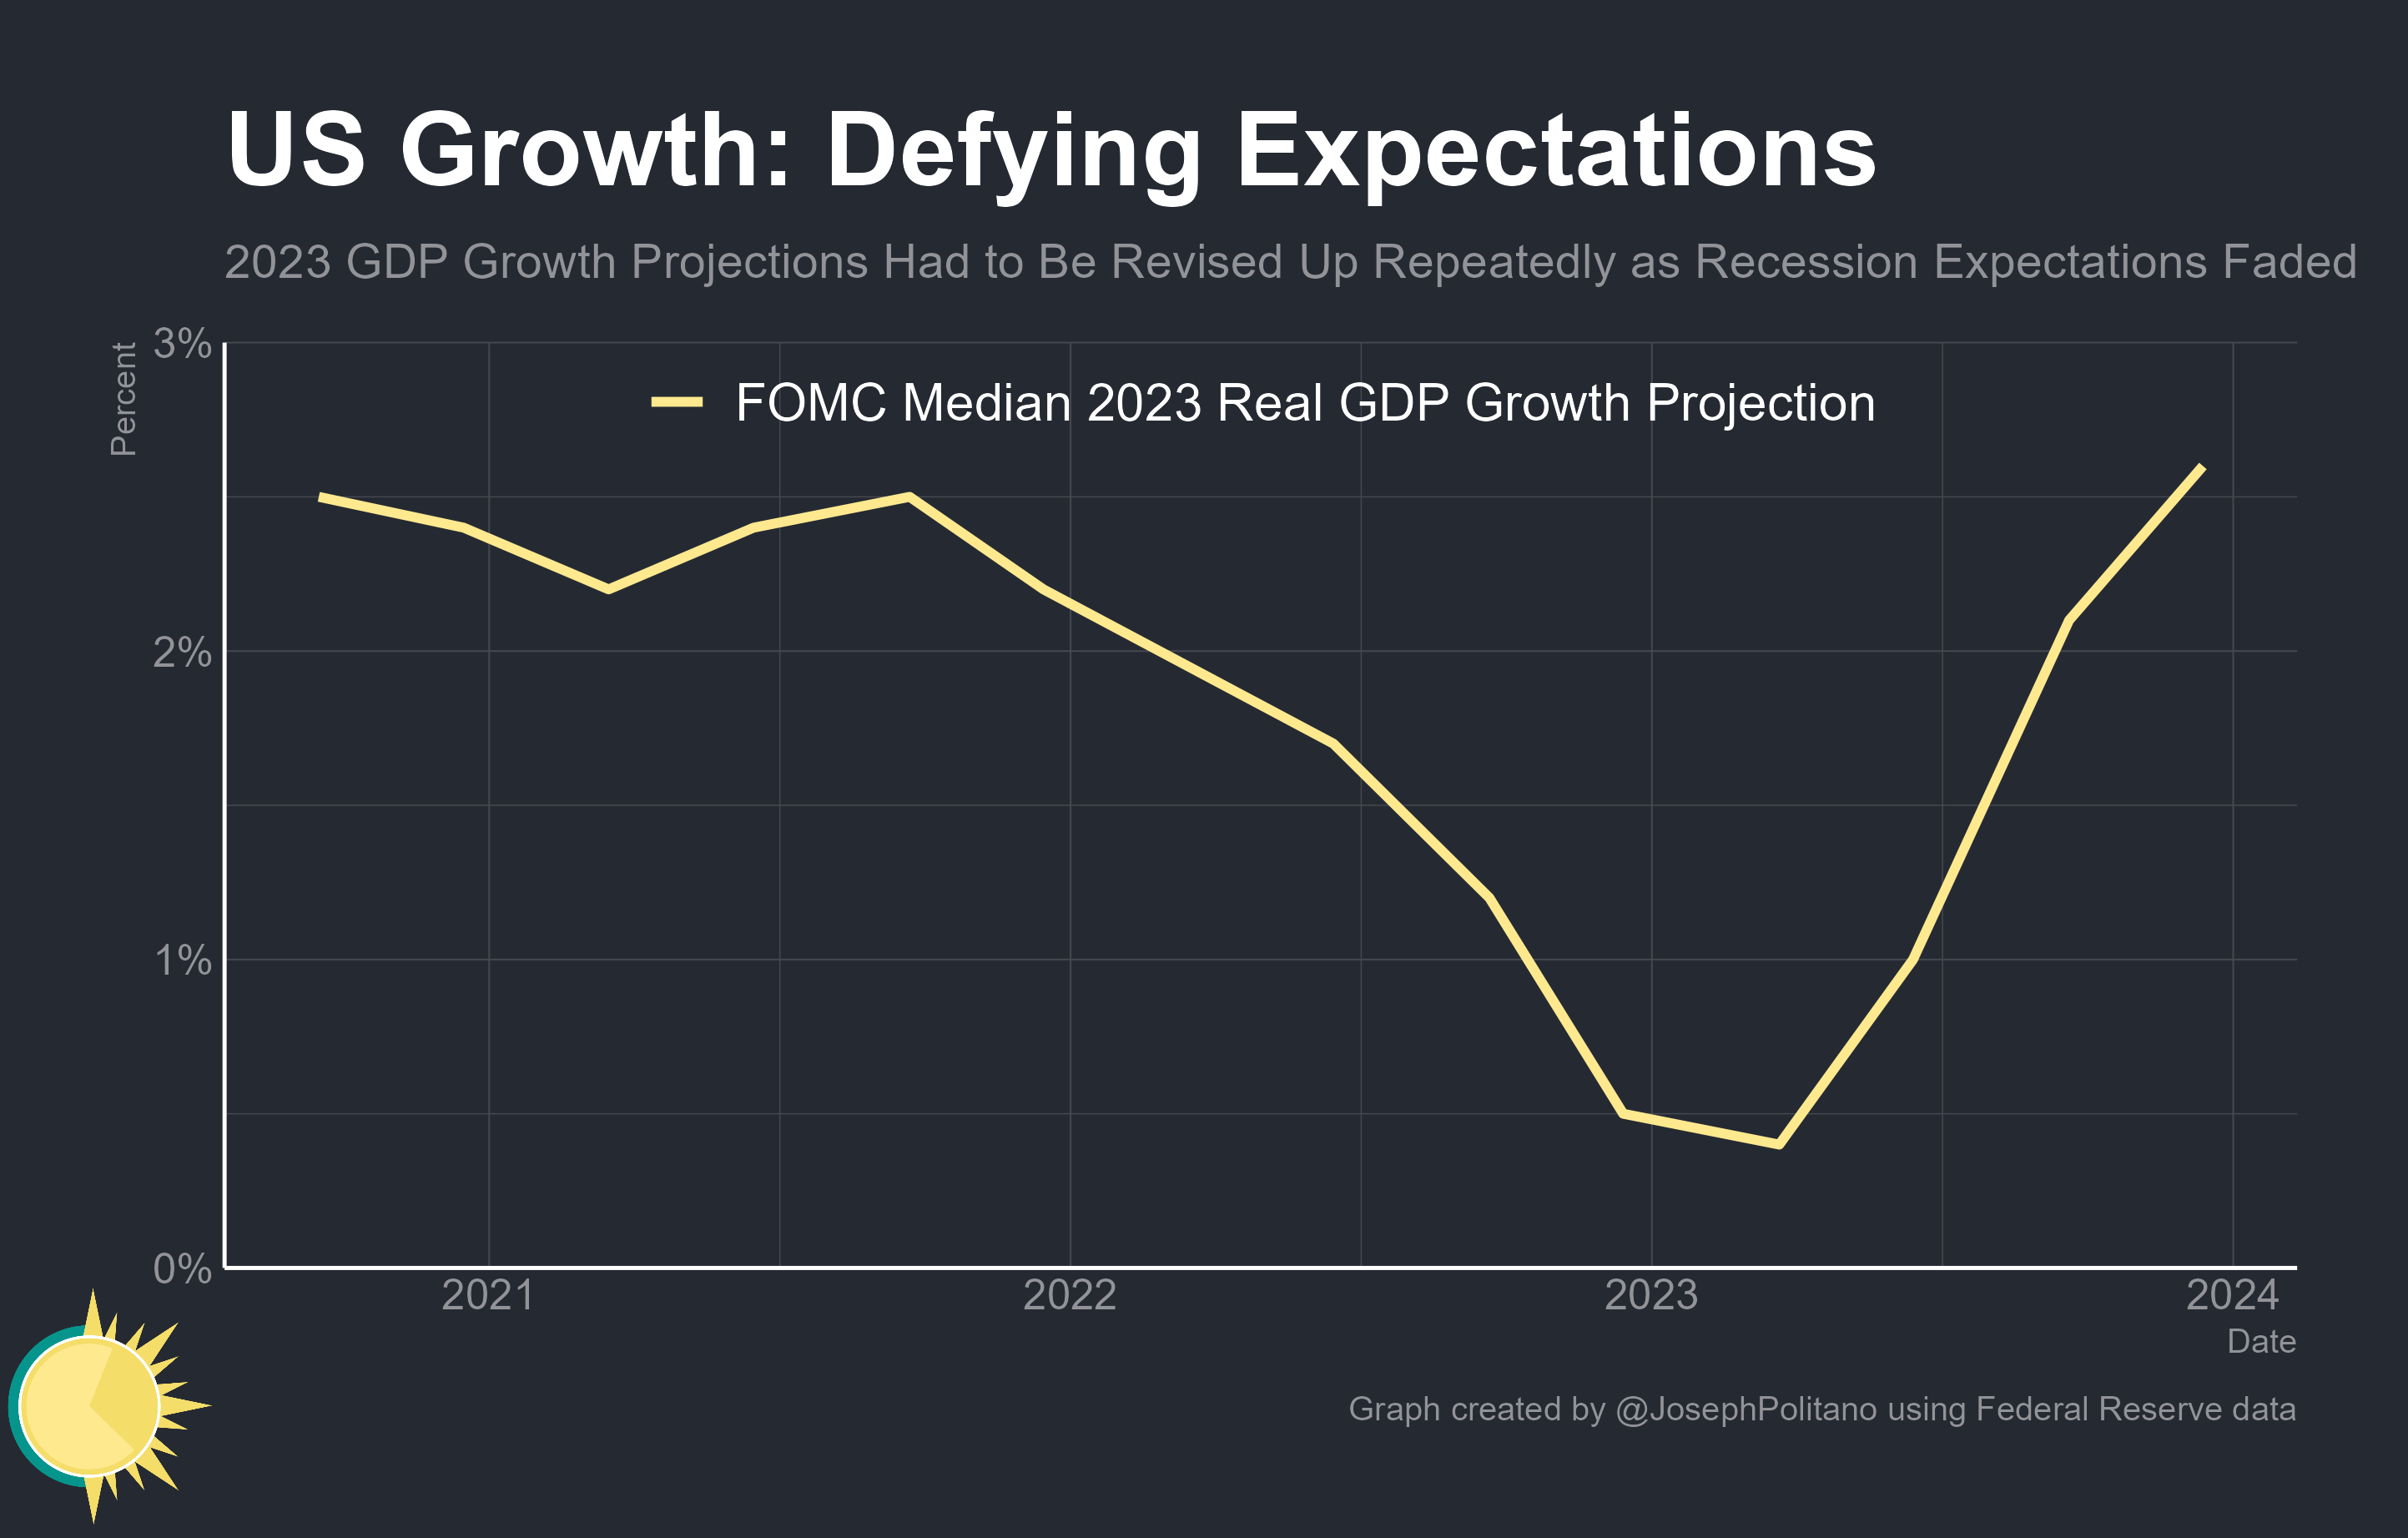 US Growth: Defying Expectations
2023 GDP Growth Projections Had to Be Revised Up Repeatedly as Recession Expectations Faded
Percent
3%
FOMC Median 2023 Real GDP Growth Projection
2%
1%
0%
2021 2022 2023 2024
Date
Graph created by @JosephPolitano using Federal Reserve data